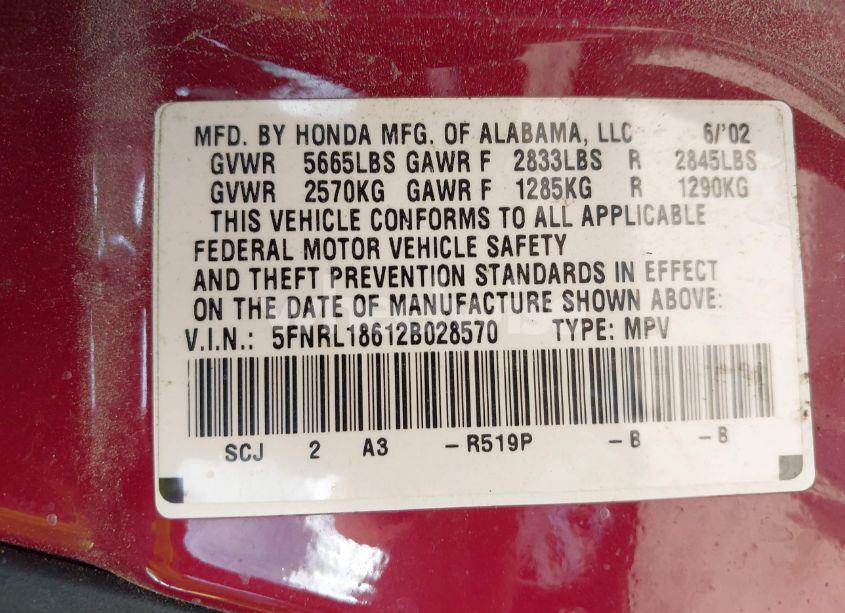 MFD. BY HONDA MFG. OF ALABAMA, LLC 6/'02
GVWR 5665LBS GAWR F 2833LBS R 2845LBS
GVWR 2570KG GAWR F 1285KG R 1290KG
THIS VEHICLE CONFORMS TO ALL APPLICABLE
FEDERAL MOTOR VEHICLE SAFETY
AND THEFT PREVENTION STANDARDS IN EFFECT
ON THE DATE OF MANUFACTURE SHOWN ABOVE:
V.I.N.: 5FNRL18612B028570 TYPE: MPV
SCJ 2 A3 -R519P -B -B